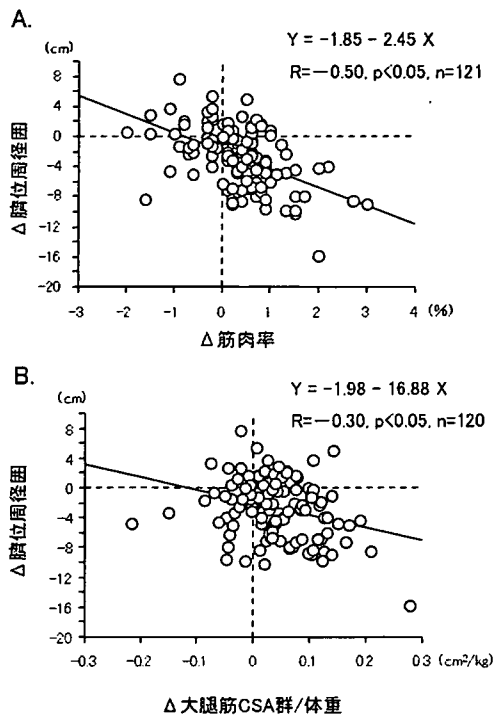 A.
(cm)
Y = -1.85 - 2.45 X
R=-0.50, p<0.05, n=121
8
4
0
-4
-8
-12
-16
-20
Δ臍位周径囲
-3 -2 -1 0 1 2 3 4 (%)
Δ筋肉率
B.
(cm)
Y = -1.98 - 16.88 X
R=-0.30, p<0.05, n=120
8
4
0
-4
-8
-12
-16
-20
Δ臍位周径囲
-0.3 -0.2 -0.1 0 0.1 0.2 0.3 (cm2/kg)
Δ大腿筋CSA群/体重